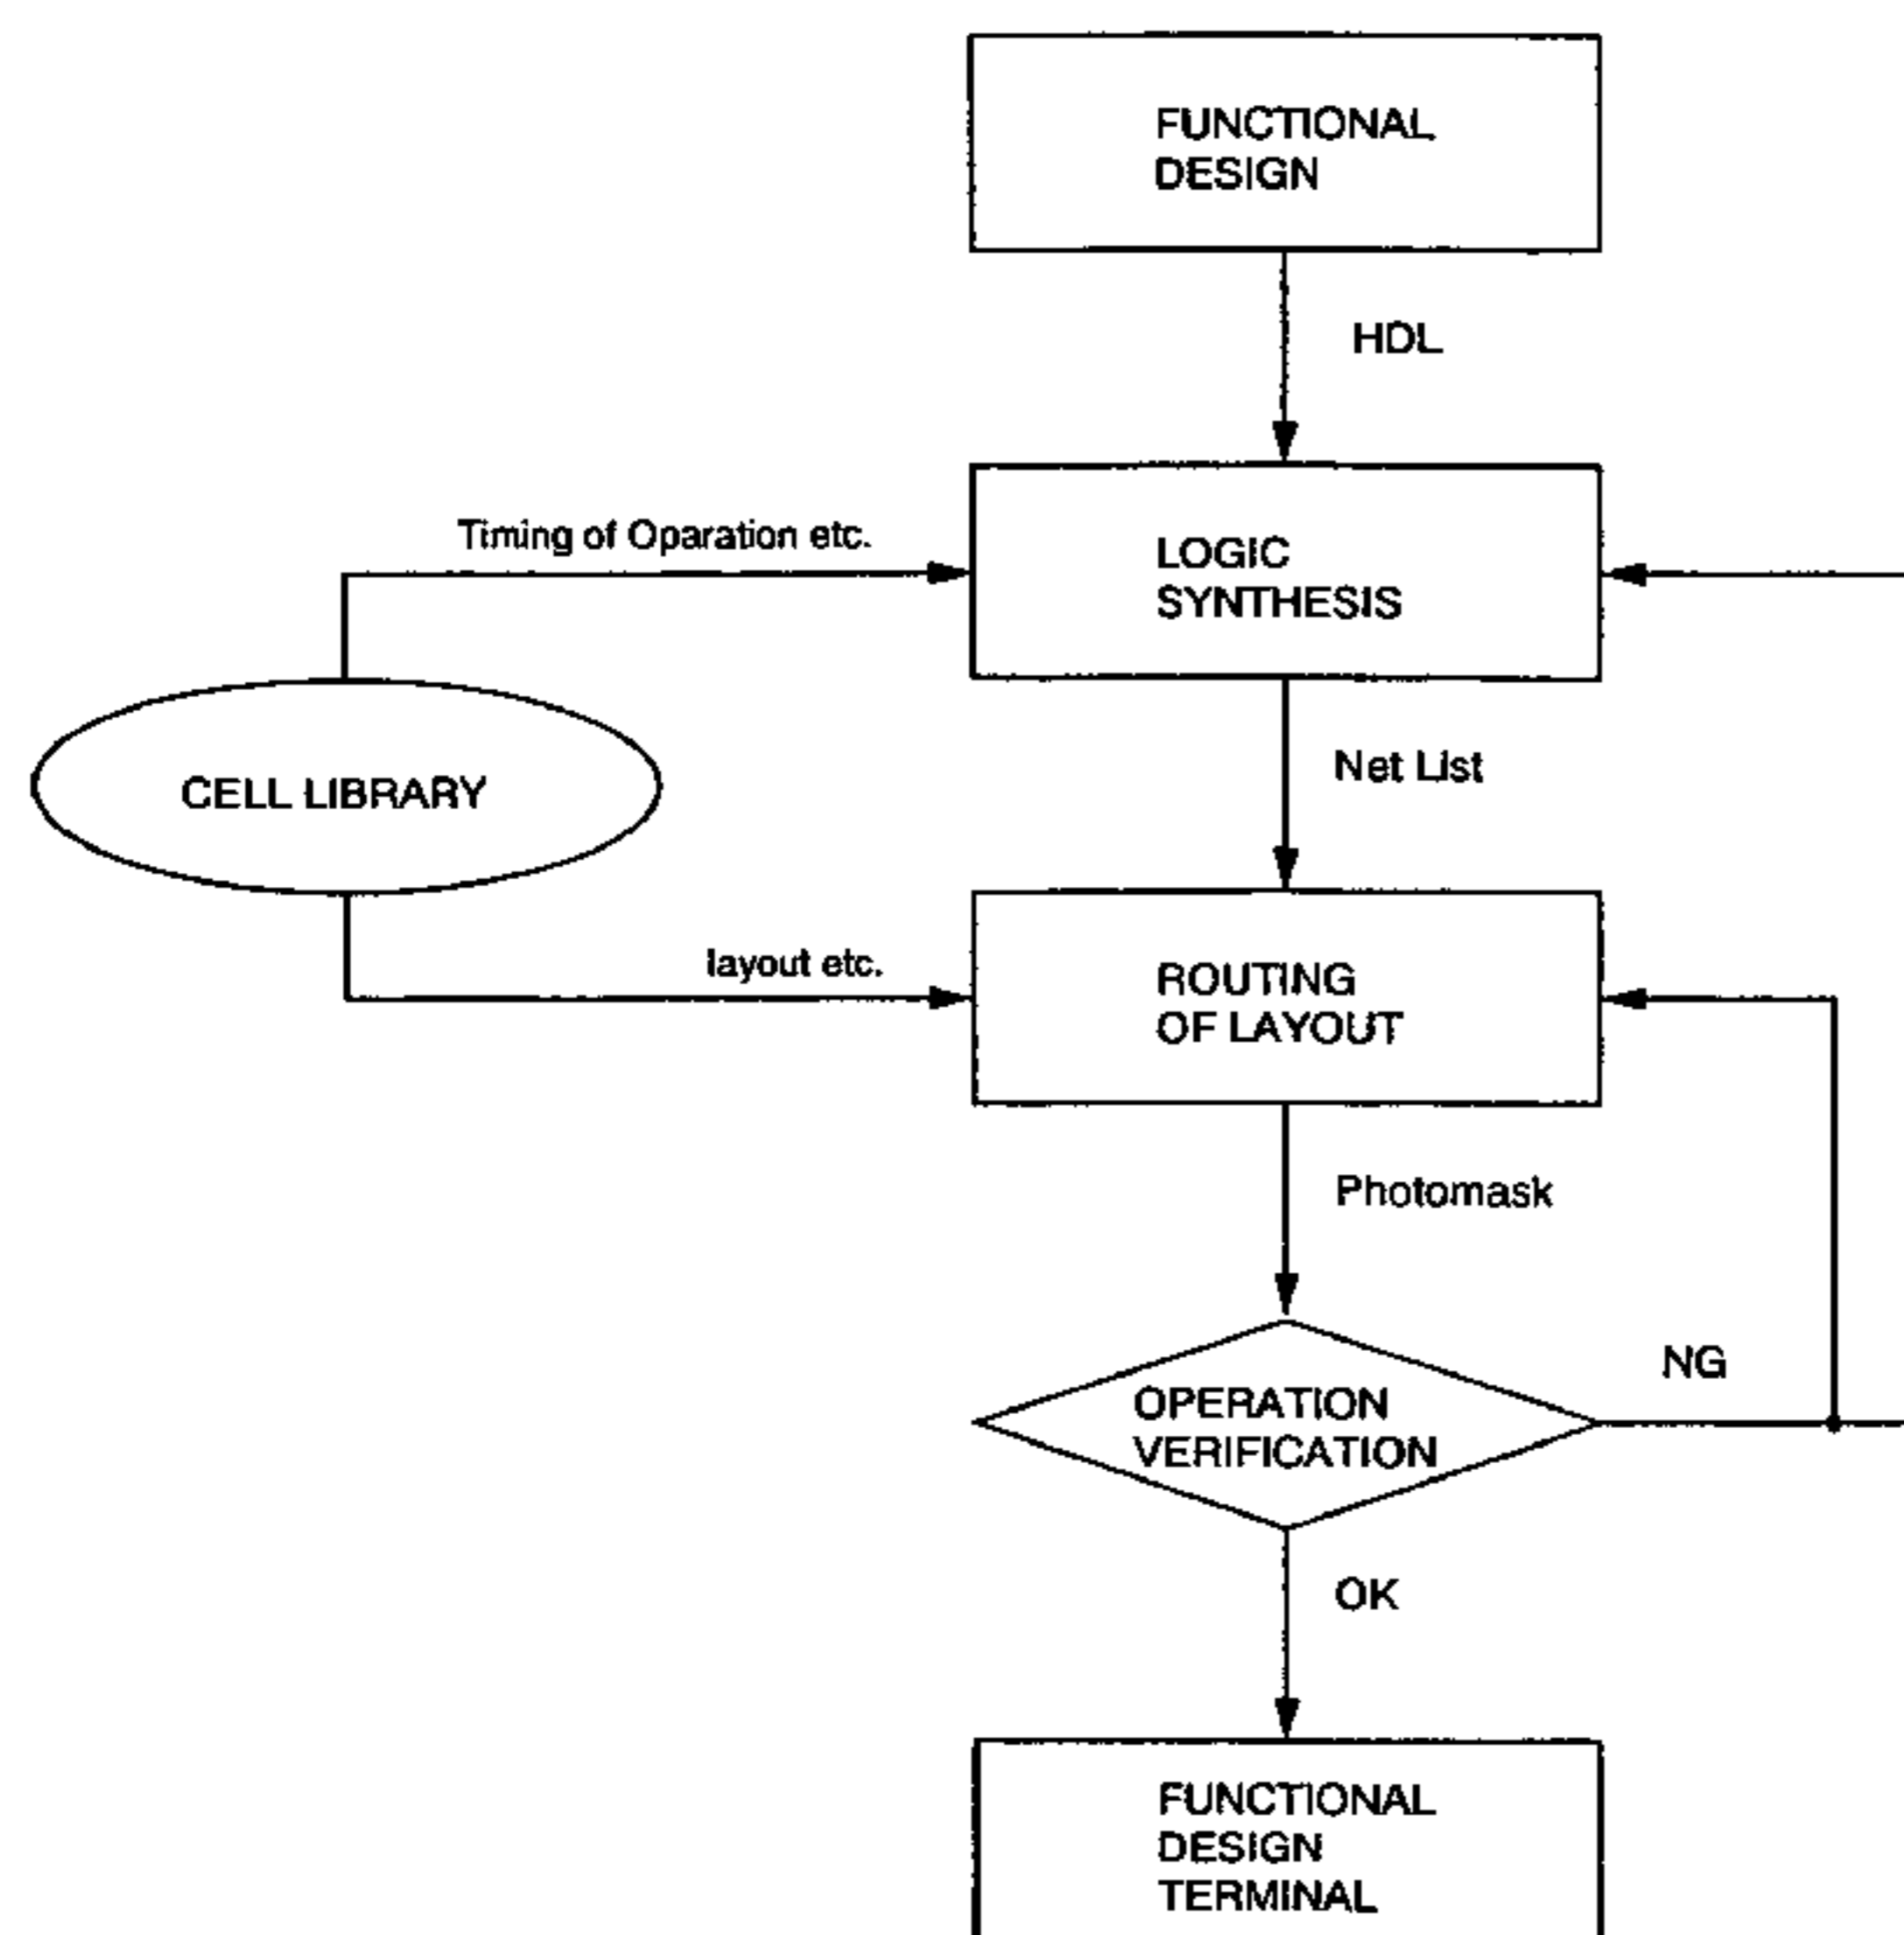 FUNCTIONAL
DESIGN
HDL
Timing of Oparation etc.
LOGIC
SYNTHESIS
Net List
CELL LIBRARY
layout etc.
ROUTING
OF LAYOUT
Photomask
NG
OPERATION
VERIFICATION
OK
FUNCTIONAL
DESIGN
TERMINAL